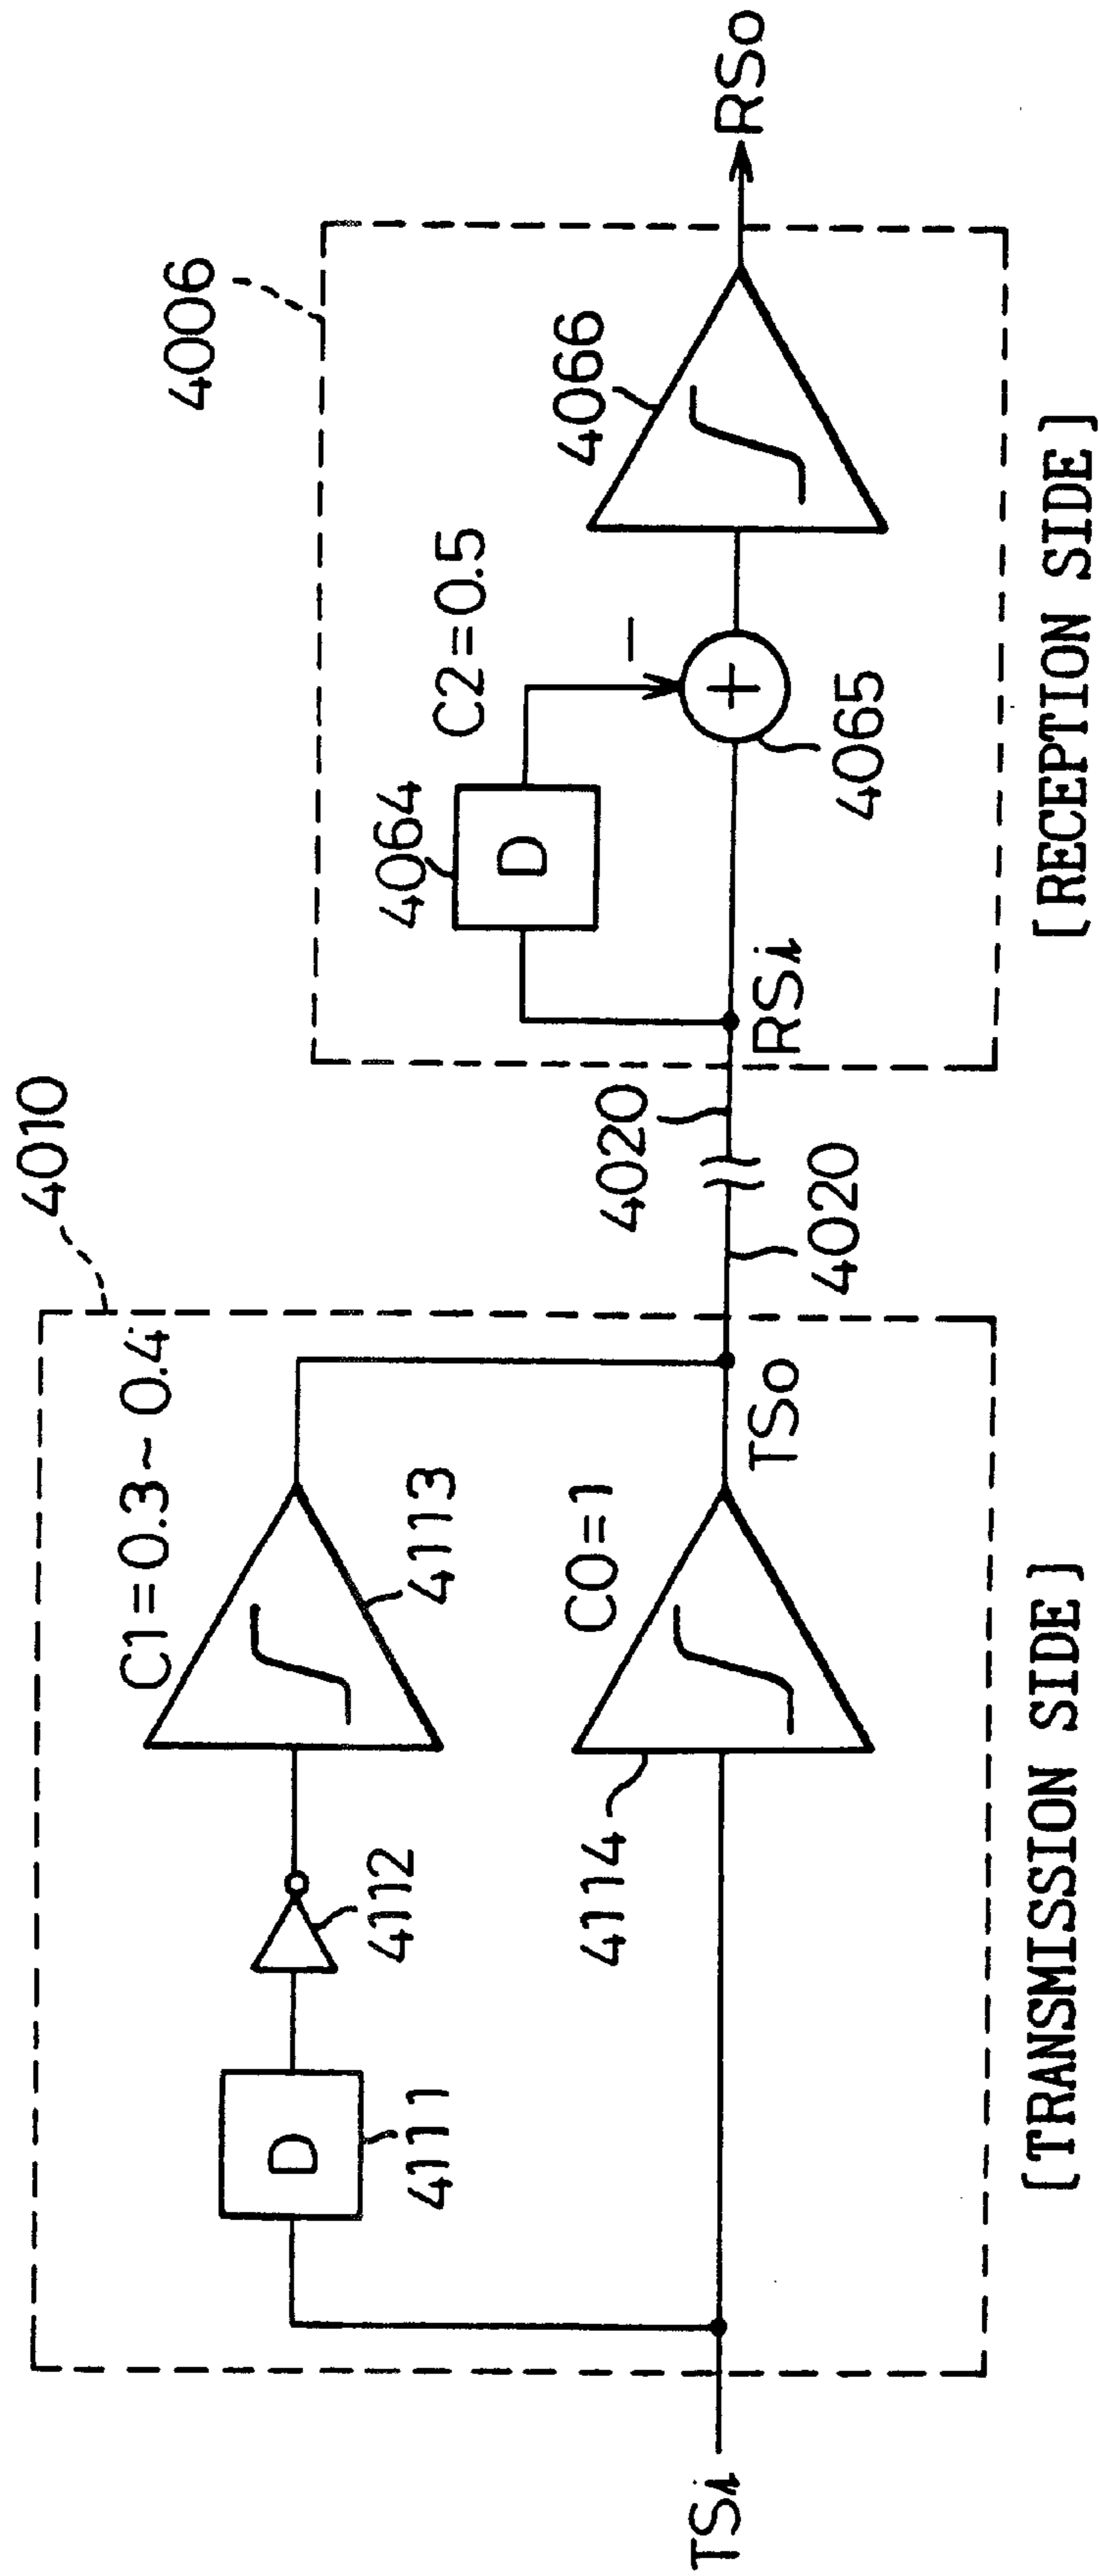 4010
C1=0.3~0.4
D
4111
4112
4113
C0=1
4114
TSi
TSo
[TRANSMISSION SIDE]
4020
4020
4006
4064
D
C2=0.5
−
+
4065
4066
RSi
RSo
[RECEPTION SIDE]